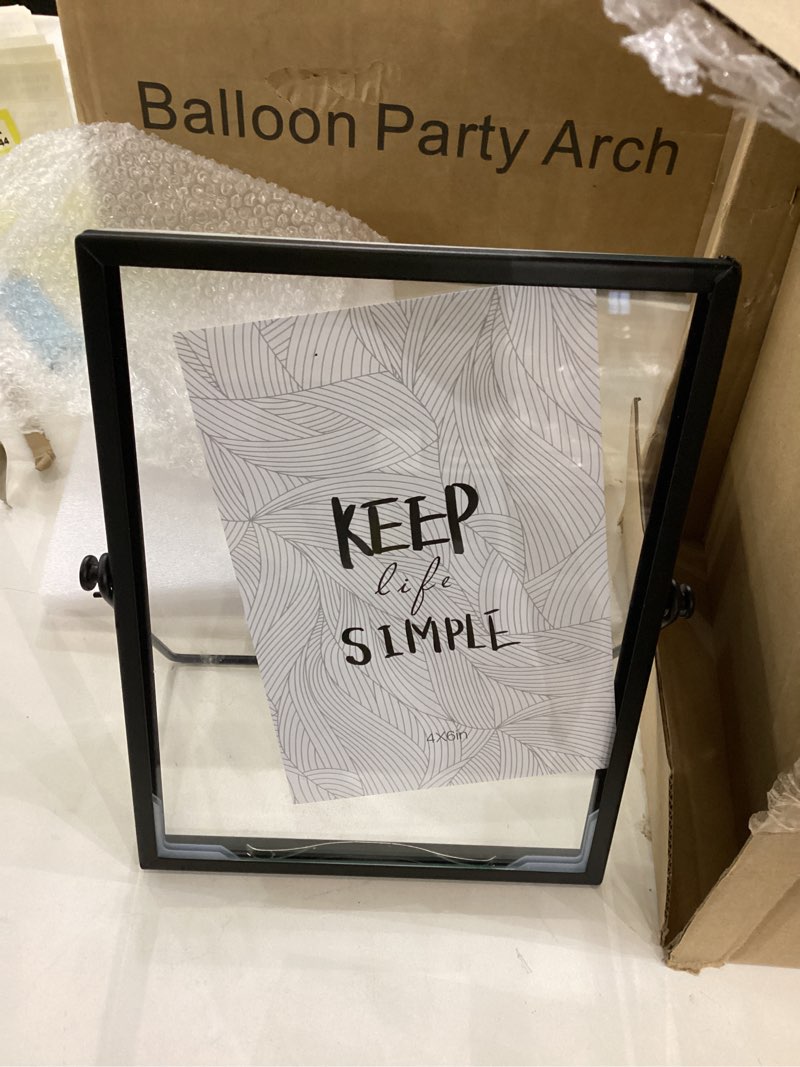 Balloon Party Arch
KEEP
life
SIMPLE
4X6in